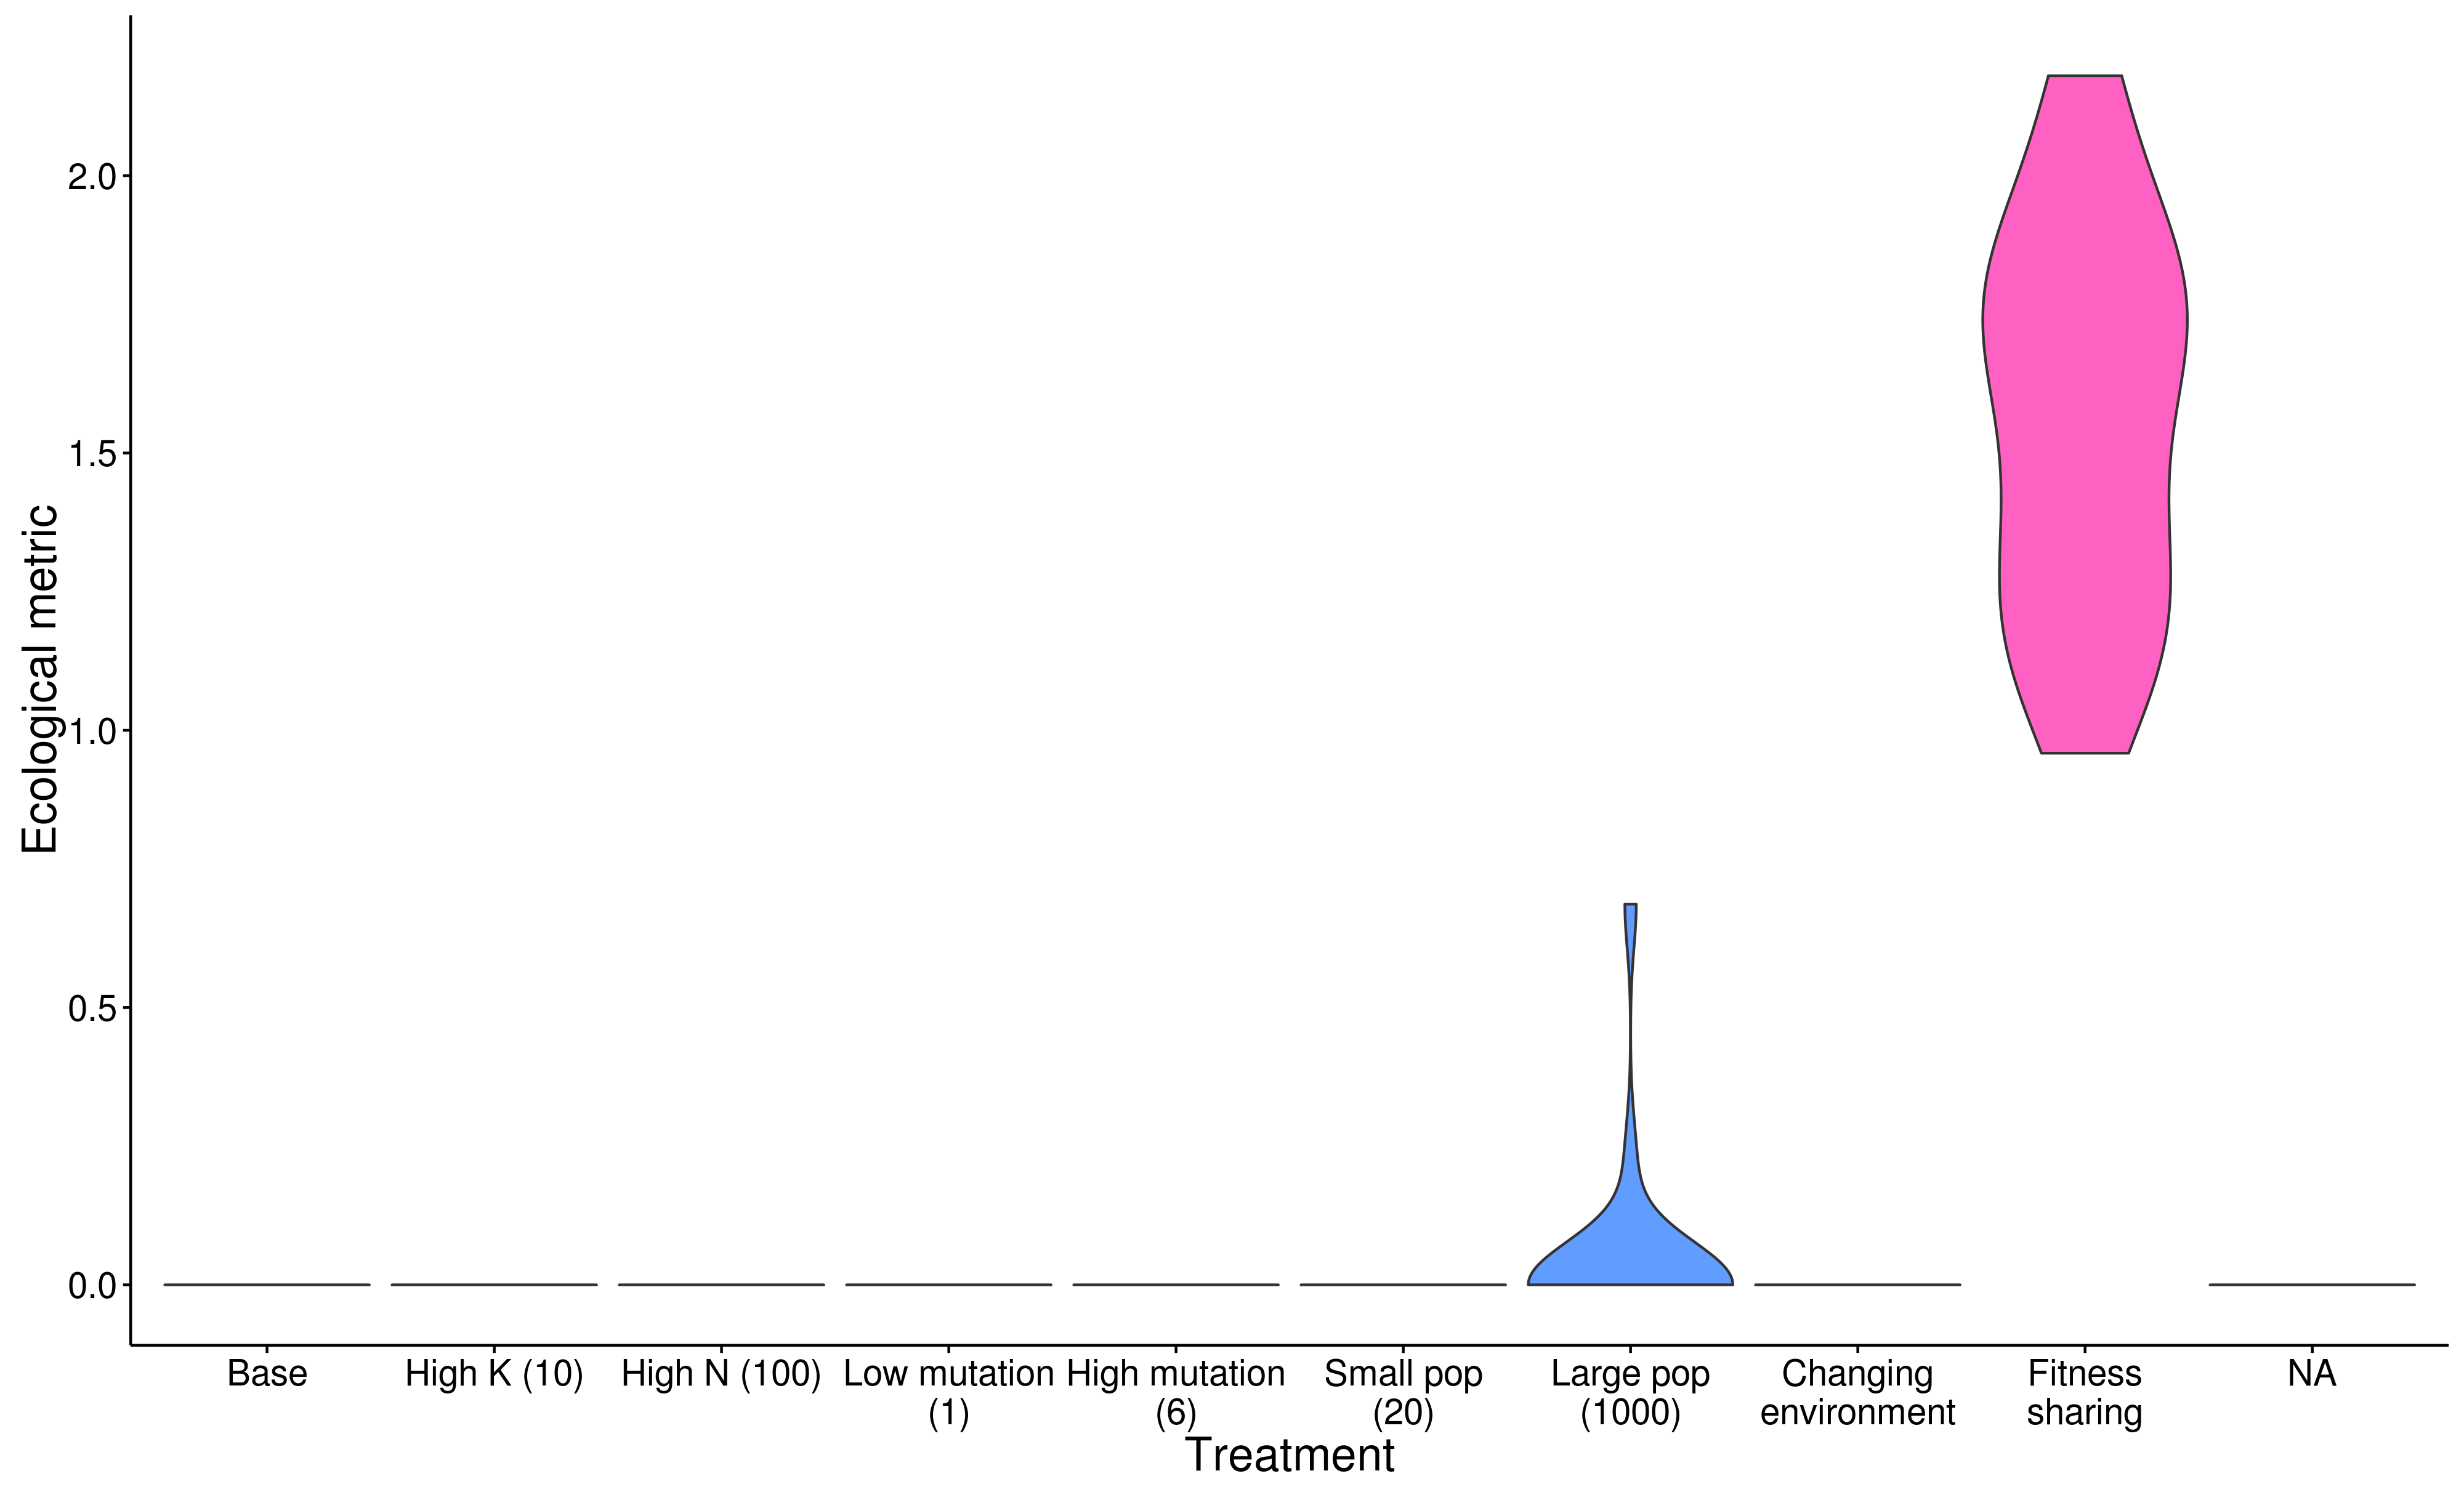 Ecological metric
2.0
1.5
1.0
0.5
0.0
Base
High K (10)
High N (100)
Low mutation
(1)
High mutation
(6)
Small pop
(20)
Large pop
(1000)
Changing
environment
Fitness
sharing
NA
Treatment